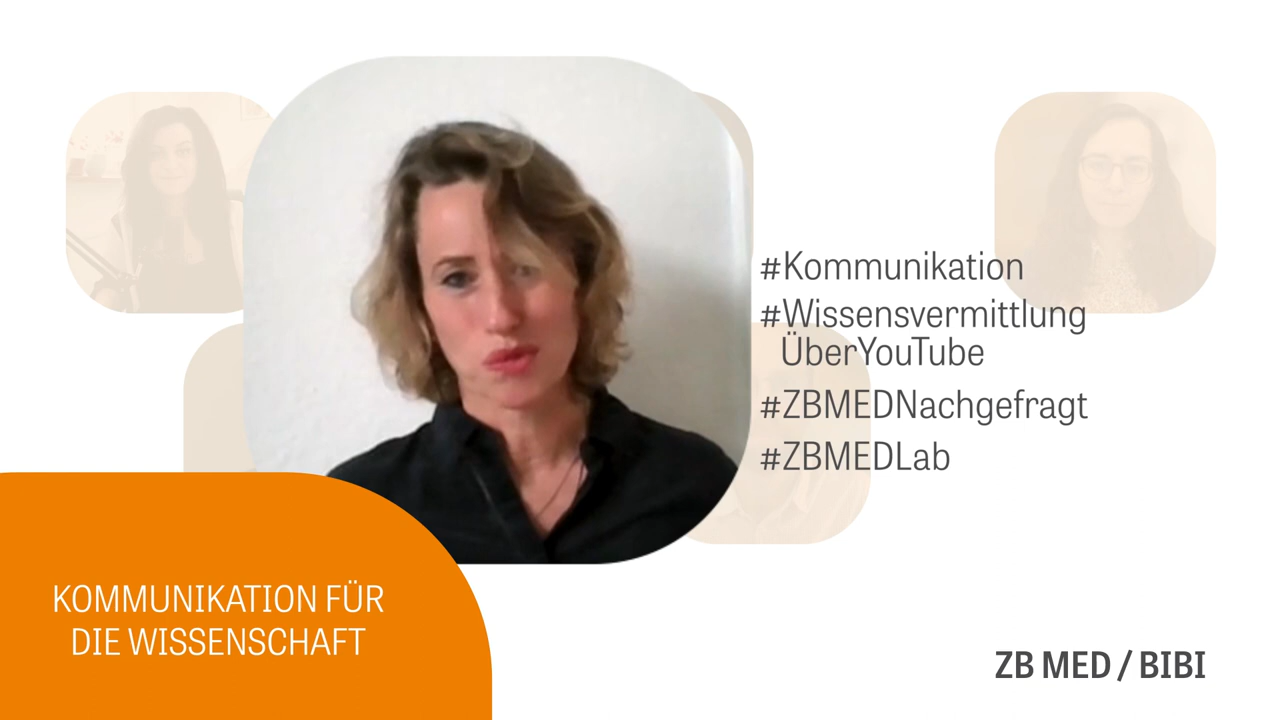 #Kommunikation
#Wissensvermittlung
ÜberYouTube
#ZBMEDNachgefragt
#ZBMEDLab
KOMMUNIKATION FÜR
DIE WISSENSCHAFT
ZB MED / BIBI